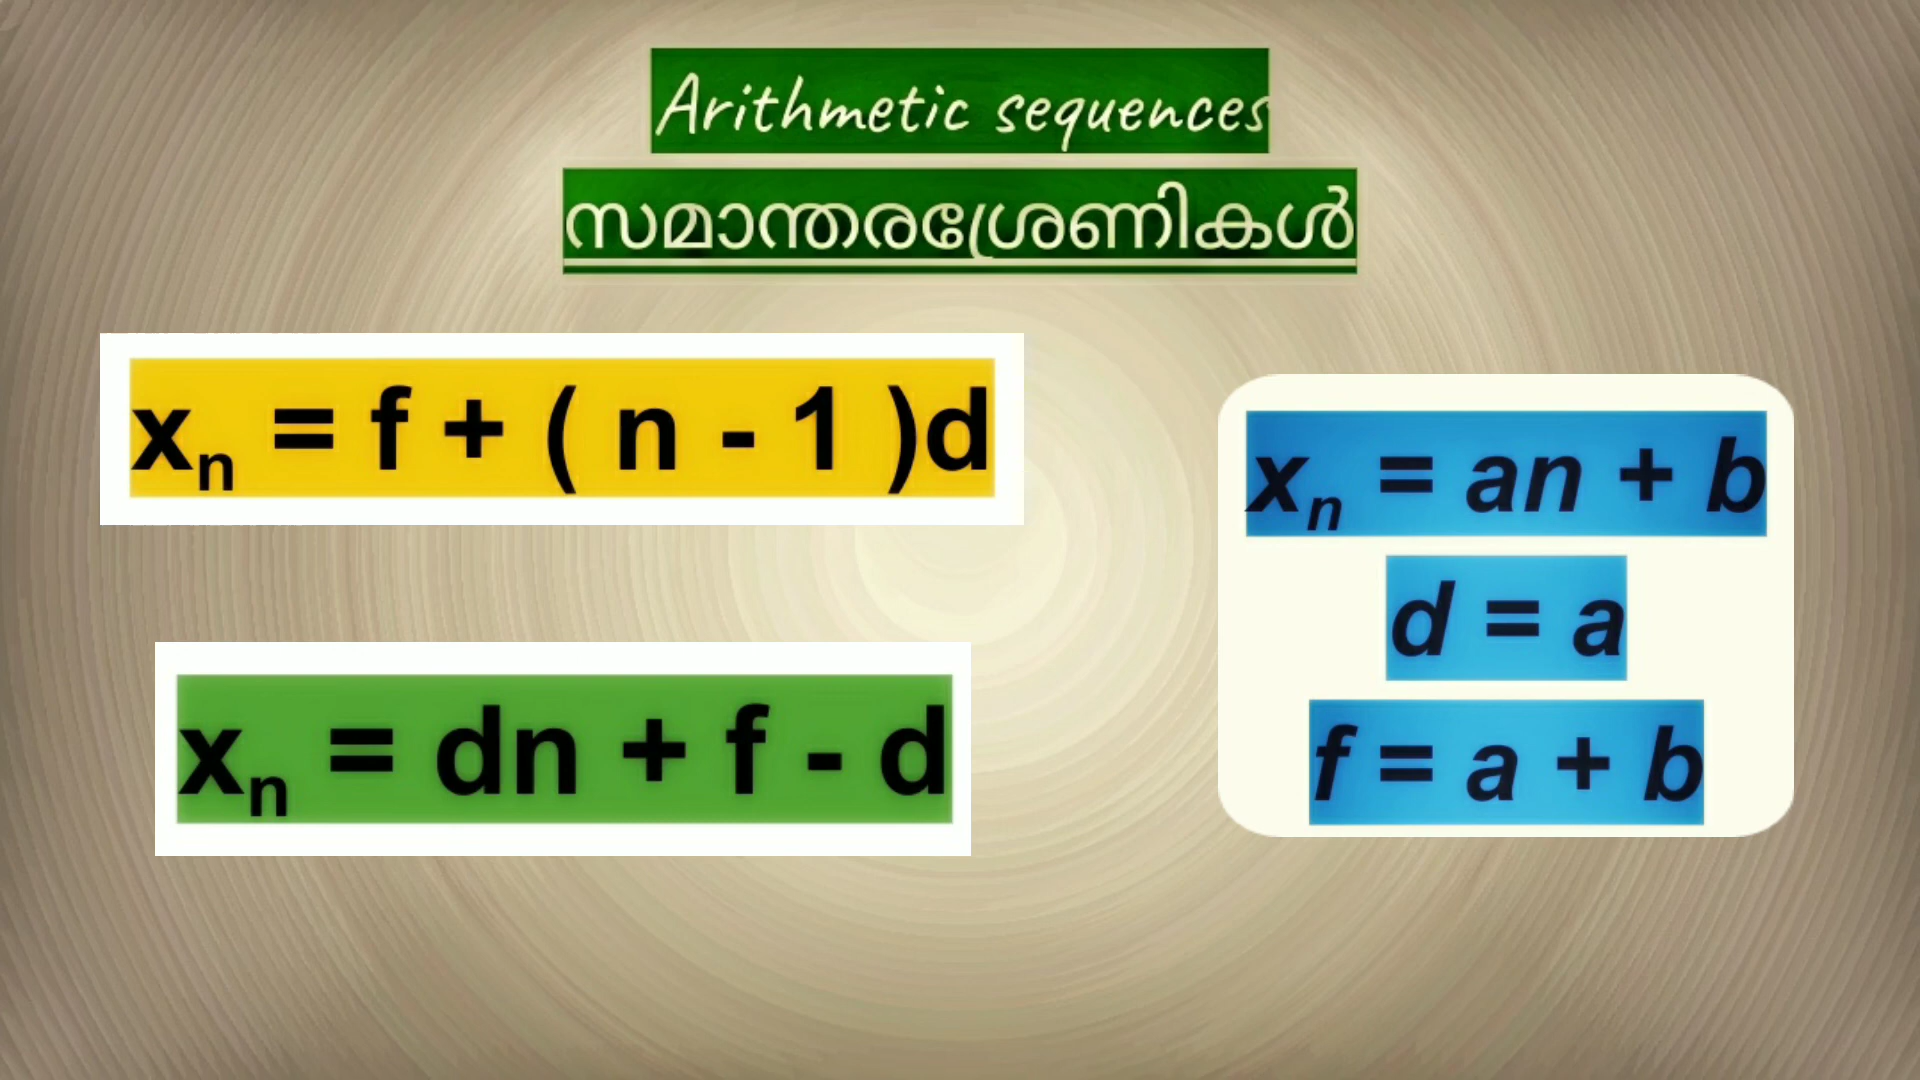 Arithmetic sequences
സമാന്തരശ്രേണികൾ
xₙ = f + ( n - 1 )d
xₙ = dn + f - d
xₙ = an + b
d = a
f = a + b